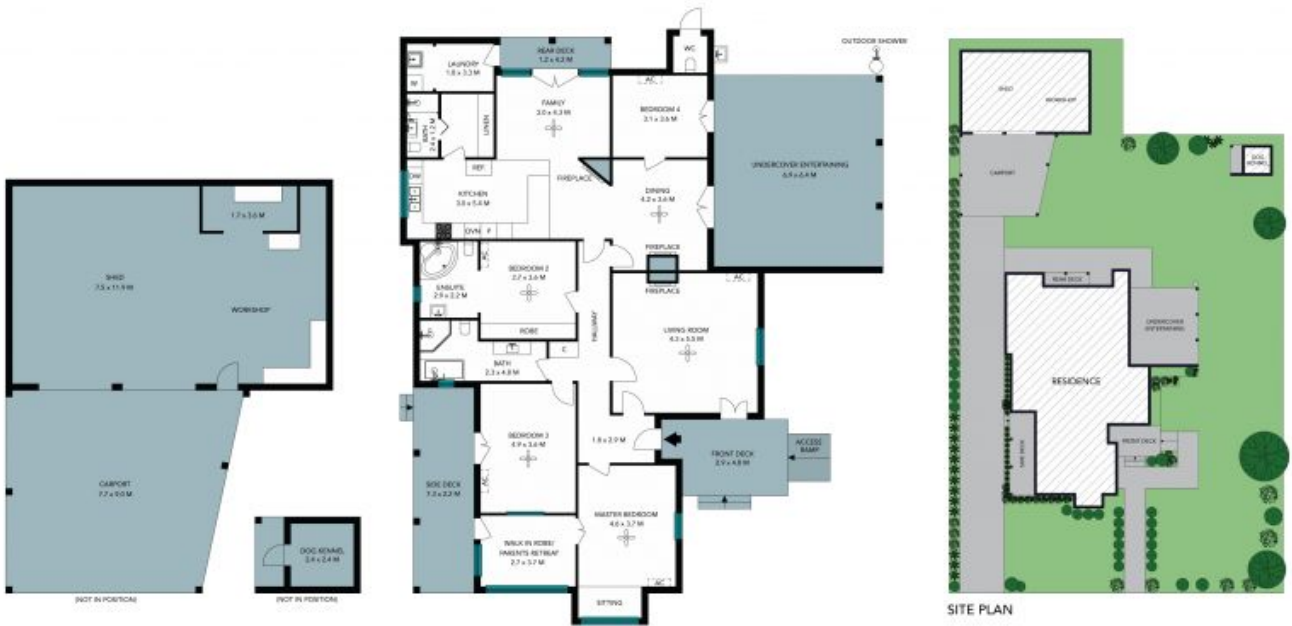 SHED
7.5 x 11.9 M
1.7 x 3.6 M
WORKSHOP
CARPORT
7.7 x 9.0 M
(NOT IN POSITION)
DOG KENNEL
2.4 x 2.4 M
(NOT IN POSITION)
LAUNDRY
1.8 x 3.3 M
W
REAR DECK
1.2 x 4.2 M
WC
OUTDOOR SHOWER
FAMILY
3.0 x 4.3 M
AC
BEDROOM 4
3.1 x 3.6 M
BATH
2.4 x 1.2 M
LINEN
UNDERCOVER ENTERTAINING
6.9 x 6.4 M
DW
REF.
KITCHEN
3.0 x 5.4 M
OVN
P
FIREPLACE
DINING
4.2 x 3.6 M
FIREPLACE
FIREPLACE
AC
AC
BEDROOM 2
3.7 x 3.6 M
ENSUITE
2.9 x 2.2 M
ROBE
HALLWAY
LIVING ROOM
4.3 x 5.5 M
BATH
2.3 x 4.8 M
C
BEDROOM 3
4.9 x 3.6 M
AC
1.8 x 2.9 M
FRONT DECK
2.9 x 4.8 M
ACCESS
RAMP
SIDE DECK
7.3 x 2.2 M
WALK IN ROBE/
PARENTS RETREAT
2.7 x 3.7 M
MASTER BEDROOM
4.6 x 3.7 M
AC
SITTING
SHED
WORKSHOP
CARPORT
DOG
KENNEL
REAR DECK
UNDERCOVER
ENTERTAINING
RESIDENCE
SIDE DECK
FRONT DECK
SITE PLAN